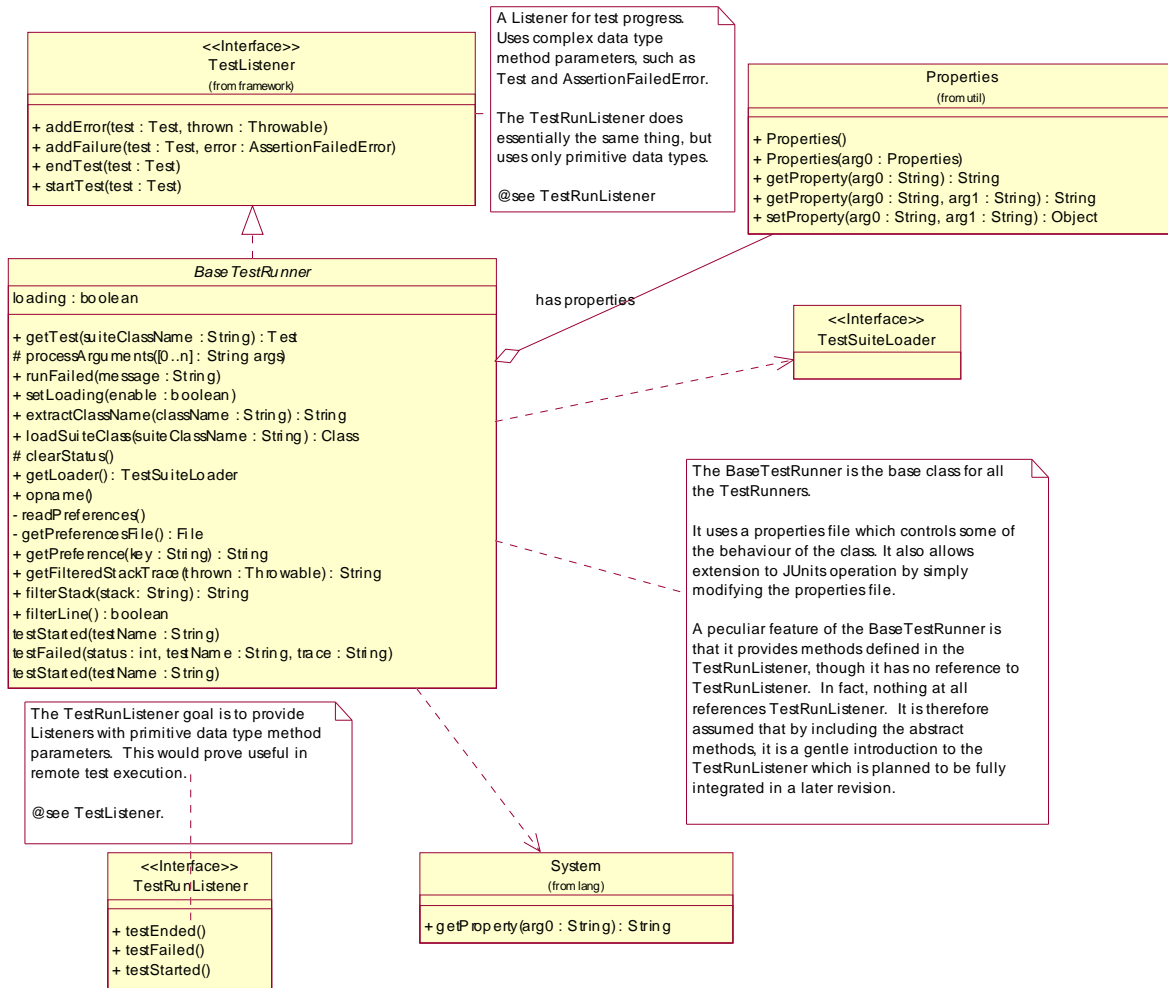 <<Interface>>
TestListener
(from framework)
+ addError(test : Test, thrown : Throwable)
+ addFailure(test : Test, error : AssertionFailedError)
+ endTest(test : Test)
+ startTest(test : Test)
A Listener for test progress.
Uses complex data type
method parameters, such as
Test and AssertionFailedError.
The TestRunListener does
essentially the same thing, but
uses only primitive data types.
@see TestRunListener
Properties
(from util)
+ Properties()
+ Properties(arg0 : Properties)
+ getProperty(arg0 : String) : String
+ getProperty(arg0 : String, arg1 : String) : String
+ setProperty(arg0 : String, arg1 : String) : Object
BaseTestRunner
loading : boolean
+ getTest(suiteClassName : String) : Test
# processArguments([0..n] : String args)
+ runFailed(message : String)
+ setLoading(enable : boolean)
+ extractClassName(className : String) : String
+ loadSuiteClass(suiteClassName : String) : Class
# clearStatus()
+ getLoader() : TestSuiteLoader
+ opname()
- readPreferences()
- getPreferencesFile() : File
+ getPreference(key : String) : String
+ getFilteredStackTrace(thrown : Throwable) : String
+ filterStack(stack : String) : String
+ filterLine() : boolean
testStarted(testName : String)
testFailed(status : int, testName : String, trace : String)
testStarted(testName : String)
has properties
<<Interface>>
TestSuiteLoader
The BaseTestRunner is the base class for all
the TestRunners.
It uses a properties file which controls some of
the behaviour of the class. It also allows
extension to JUnits operation by simply
modifying the properties file.
A peculiar feature of the BaseTestRunner is
that it provides methods defined in the
TestRunListener, though it has no reference to
TestRunListener.  In fact, nothing at all
references TestRunListener.  It is therefore
assumed that by including the abstract
methods, it is a gentle introduction to the
TestRunListener which is planned to be fully
integrated in a later revision.
The TestRunListener goal is to provide
Listeners with primitive data type method
parameters.  This would prove useful in
remote test execution.
@see TestListener.
<<Interface>>
TestRunListener
+ testEnded()
+ testFailed()
+ testStarted()
System
(from lang)
+ getProperty(arg0 : String) : String